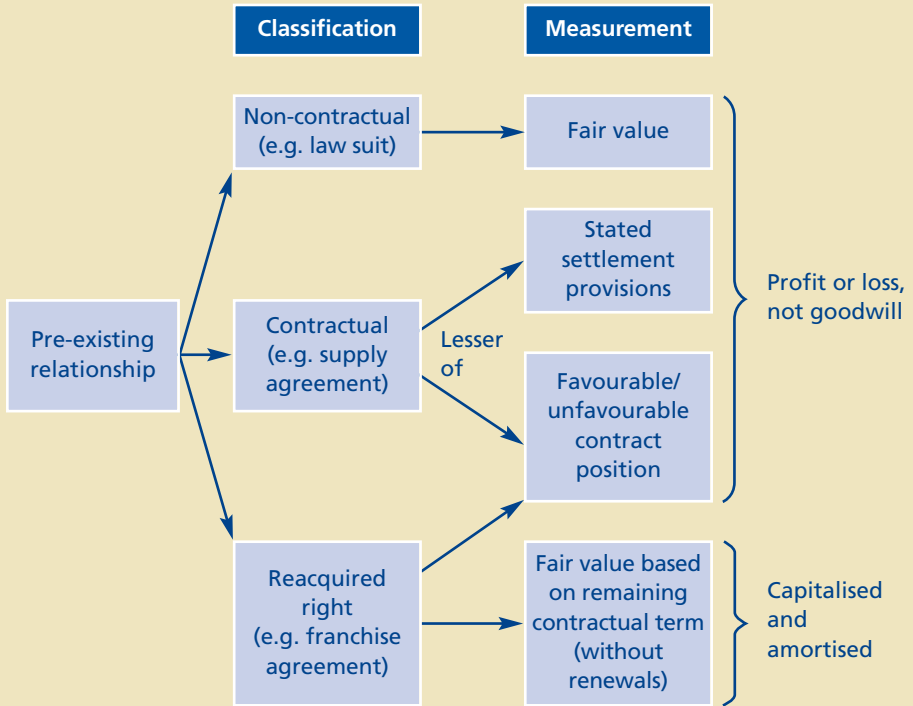 Classification
Measurement
Non-contractual
(e.g. law suit)
Fair value
Stated
settlement
provisions
Profit or loss,
not goodwill
Pre-existing
relationship
Contractual
(e.g. supply
agreement)
Lesser
of
Favourable/
unfavourable
contract
position
Reacquired
right
(e.g. franchise
agreement)
Fair value based
on remaining
contractual term
(without
renewals)
Capitalised
and
amortised